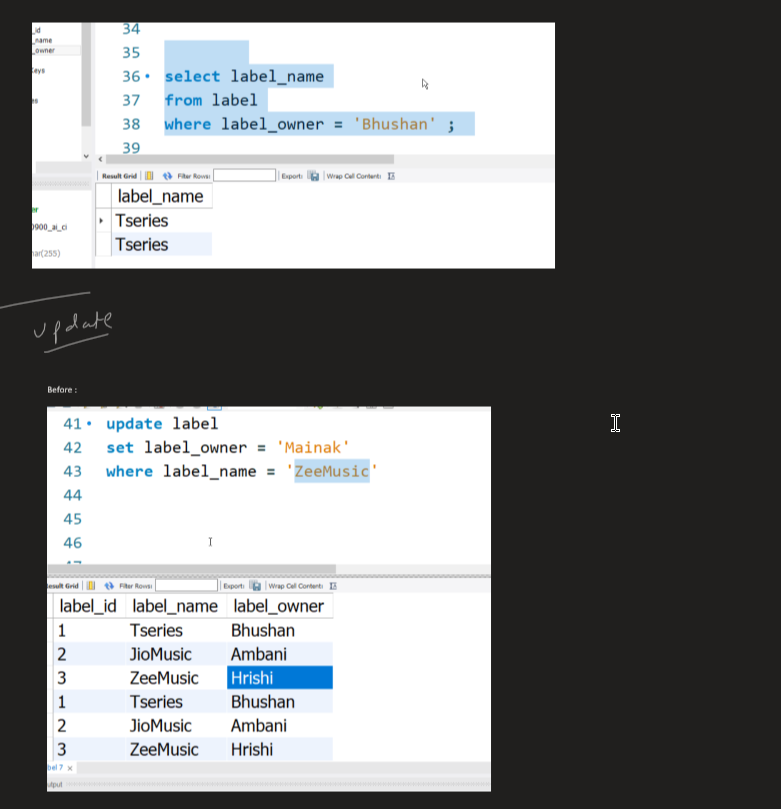 _id
_name
_owner
34
35
36 select label_name
37 from label
38 where label_owner = 'Bhushan' ;
39
Result Grid Filter Rows: Export: Wrap Cell Content:
label_name
Tseries
Tseries
er
0900_ai_ci
har(255)
update
Before :
41 update label
42 set label_owner = 'Mainak'
43 where label_name = 'ZeeMusic'
44
45
46
esult Grid Filter Rows: Export: Wrap Cell Content:
label_id label_name label_owner
1 Tseries Bhushan
2 JioMusic Ambani
3 ZeeMusic Hrishi
1 Tseries Bhushan
2 JioMusic Ambani
3 ZeeMusic Hrishi
bel 7 x
utput